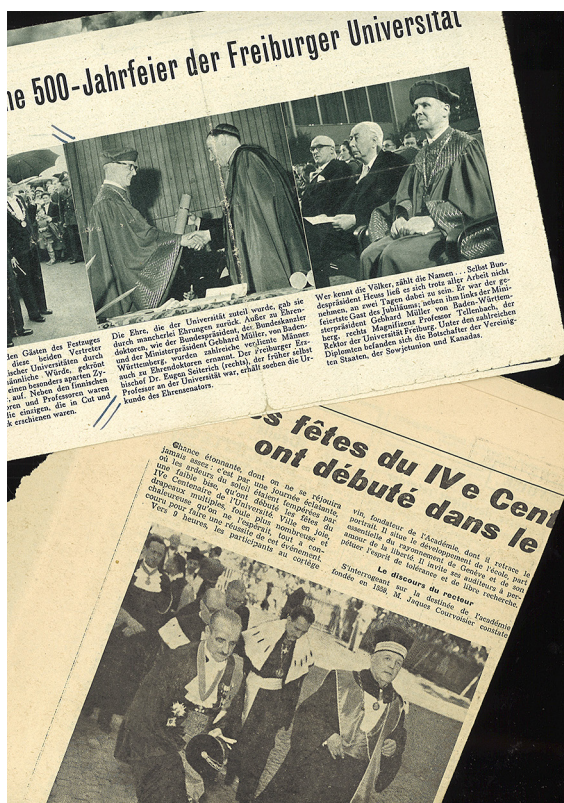 ne 500-Jahrfeier der Freiburger Universität
den Gästen des Festzuges
diese beiden Vertreter
ischer Universitäten durch
männliche Würde, gekrönt
einen besonders aparten Zy-
r, auf. Neben den finnischen
oren und Professoren waren
die einzigen, die in Cut und
k erschienen waren.
Die Ehre, die der Universität zuteil wurde, gab sie
durch mancherlei Ehrungen zurück. Außer zu Ehren-
doktoren, wie der Bundespräsident, der Bundeskanzler
und der Ministerpräsident Gebhard Müller, von Baden-
Württemberg, wurden zahlreiche verdiente Männer
auch zu Ehrendoktoren ernannt. Der Freiburger Erz-
bischof Dr. Eugen Seiterich (rechts), der früher selbst
Professor an der Universität war, erhält soeben die Ur-
kunde des Ehrensenators.
Wer kennt die Völker, zählt die Namen . . . Selbst Bun-
despräsident Heuss ließ es sich trotz aller Arbeit nicht
nehmen, an zwei Tagen dabei zu sein. Er war der ge-
feiertste Gast des Jubiläums; neben ihm links der Mini-
sterpräsident Gebhard Müller von Baden-Württem-
berg, rechts Magnifizenz Professor Tellenbach, der
Rektor der Universität Freiburg. Unter den zahlreichen
Diplomten befanden sich die Botschafter der Vereinig-
ten Staaten, der Sowjetunion und Kanadas.
s fêtes du IVe Cent
ont débuté dans le
Chance étonnante, dont on ne se réjouira
jamais assez : c'est par une journée éclatante,
où les ardeurs du soleil étaient tempérées par
une faible bise, qu'ont débuté les fêtes du
IVe Centenaire de l'Université. Ville en joie,
drapeaux multiples, foule plus nombreuse et
chaleureuse qu'on ne l'espérait, tout a con-
couru pour faire une réussite de cet événement.
Vers 9 heures, les participants au cortège
vin, fondateur de l'Académie, dont il retrace le
portrait. Il situe le développement de l'école, part
essentielle du rayonnement de Genève et de son
amour de la liberté. Il invite ses auditeurs à per-
pétuer l'esprit de tolérance et de libre recherche.
Le discours du recteur
S'interrogeant sur la destinée de l'académie
fondée en 1559, M. Jaques Courvoisier constate